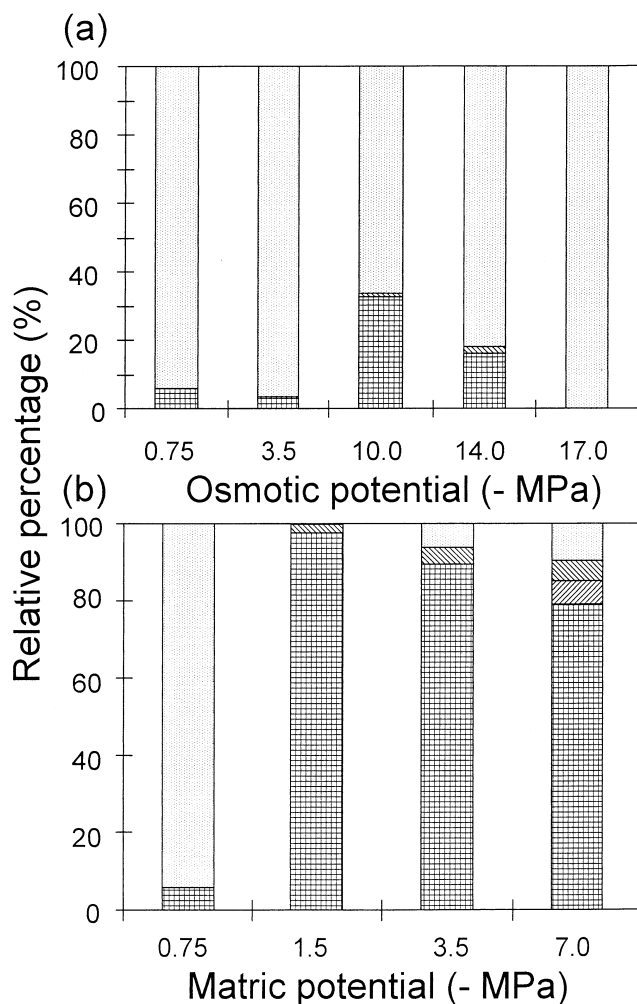 (a)
100
80
60
40
20
0
0.75 3.5 10.0 14.0 17.0
Osmotic potential (- MPa)
Relative percentage (%)
(b)
100
80
60
40
20
0
0.75 1.5 3.5 7.0
Matric potential (- MPa)